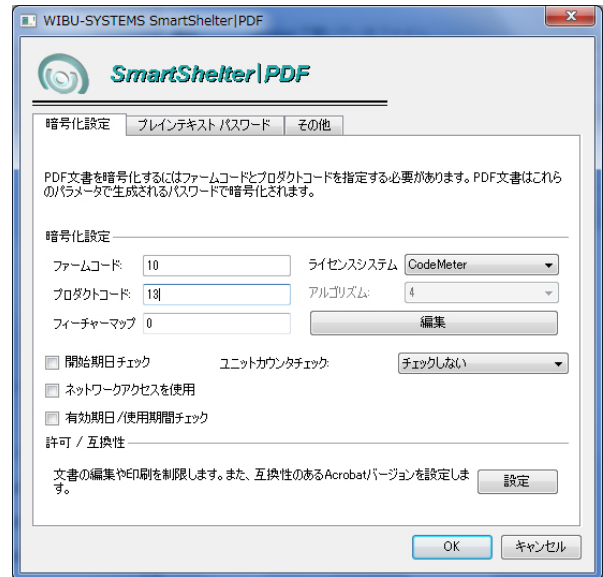 WIBU-SYSTEMS SmartShelter|PDF
SmartShelter|PDF
暗号化設定 プレインテキスト パスワード その他
PDF文書を暗号化するにはファームコードとプロダクトコードを指定する必要があります。PDF文書はこれら
のパラメータで生成されるパスワードで暗号化されます。
暗号化設定
ファームコード: 10 ライセンスシステム CodeMeter
プロダクトコード: 13 アルゴリズム: 4
フィーチャーマップ 0 編集
開始期日チェック ユニットカウンタチェック: チェックしない
ネットワークアクセスを使用
有効期日/使用期間チェック
許可 / 互換性
文書の編集や印刷を制限します。また、互換性のあるAcrobatバージョンを設定しま
す。 設定
OK キャンセル